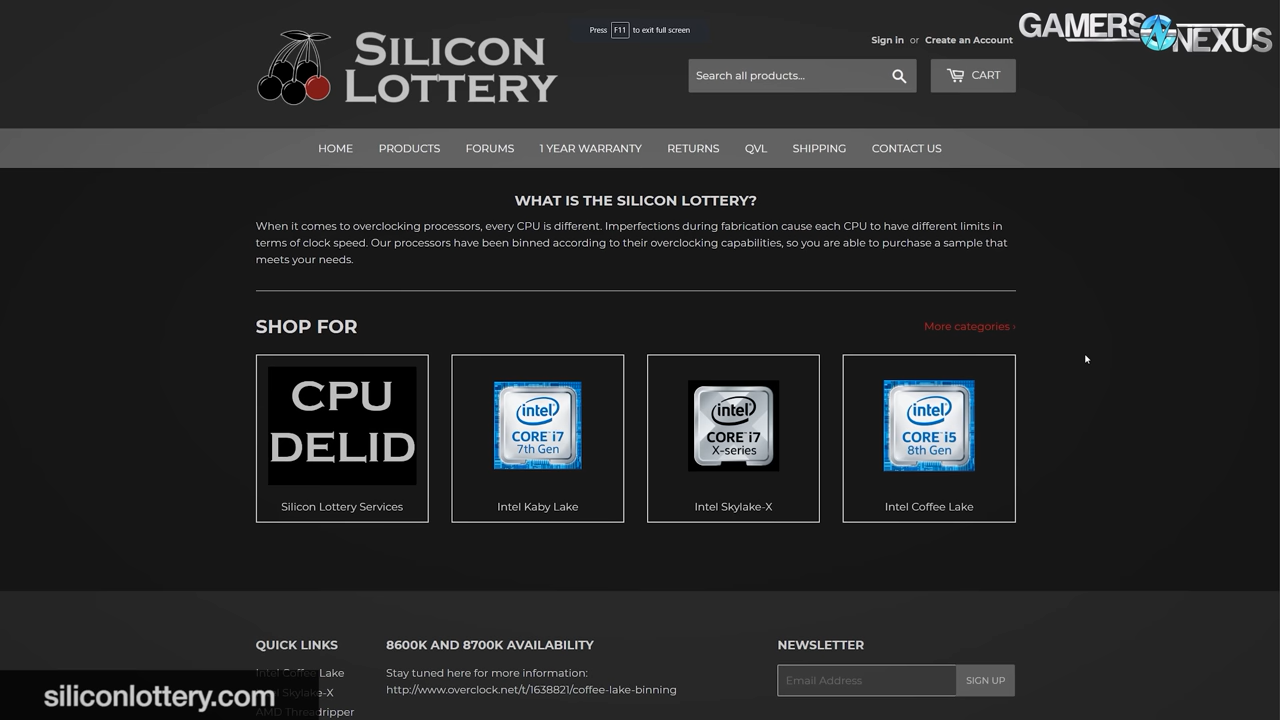 Press F11 to exit full screen
GAMERS NEXUS
SILICON
LOTTERY
Sign in or Create an Account
Search all products...
CART
HOME PRODUCTS FORUMS 1 YEAR WARRANTY RETURNS QVL SHIPPING CONTACT US
WHAT IS THE SILICON LOTTERY?
When it comes to overclocking processors, every CPU is different. Imperfections during fabrication cause each CPU to have different limits in
terms of clock speed. Our processors have been binned according to their overclocking capabilities, so you are able to purchase a sample that
meets your needs.
SHOP FOR
More categories ›
CPU
DELID
Silicon Lottery Services
intel
CORE i7
7th Gen
Intel Kaby Lake
intel
CORE i7
X-series
Intel Skylake-X
intel
CORE i5
8th Gen
Intel Coffee Lake
QUICK LINKS
Intel Coffee Lake
Intel Skylake-X
AMD Threadripper
8600K AND 8700K AVAILABILITY
Stay tuned here for more information:
http://www.overclock.net/t/1638821/coffee-lake-binning
NEWSLETTER
Email Address
SIGN UP
siliconlottery.com